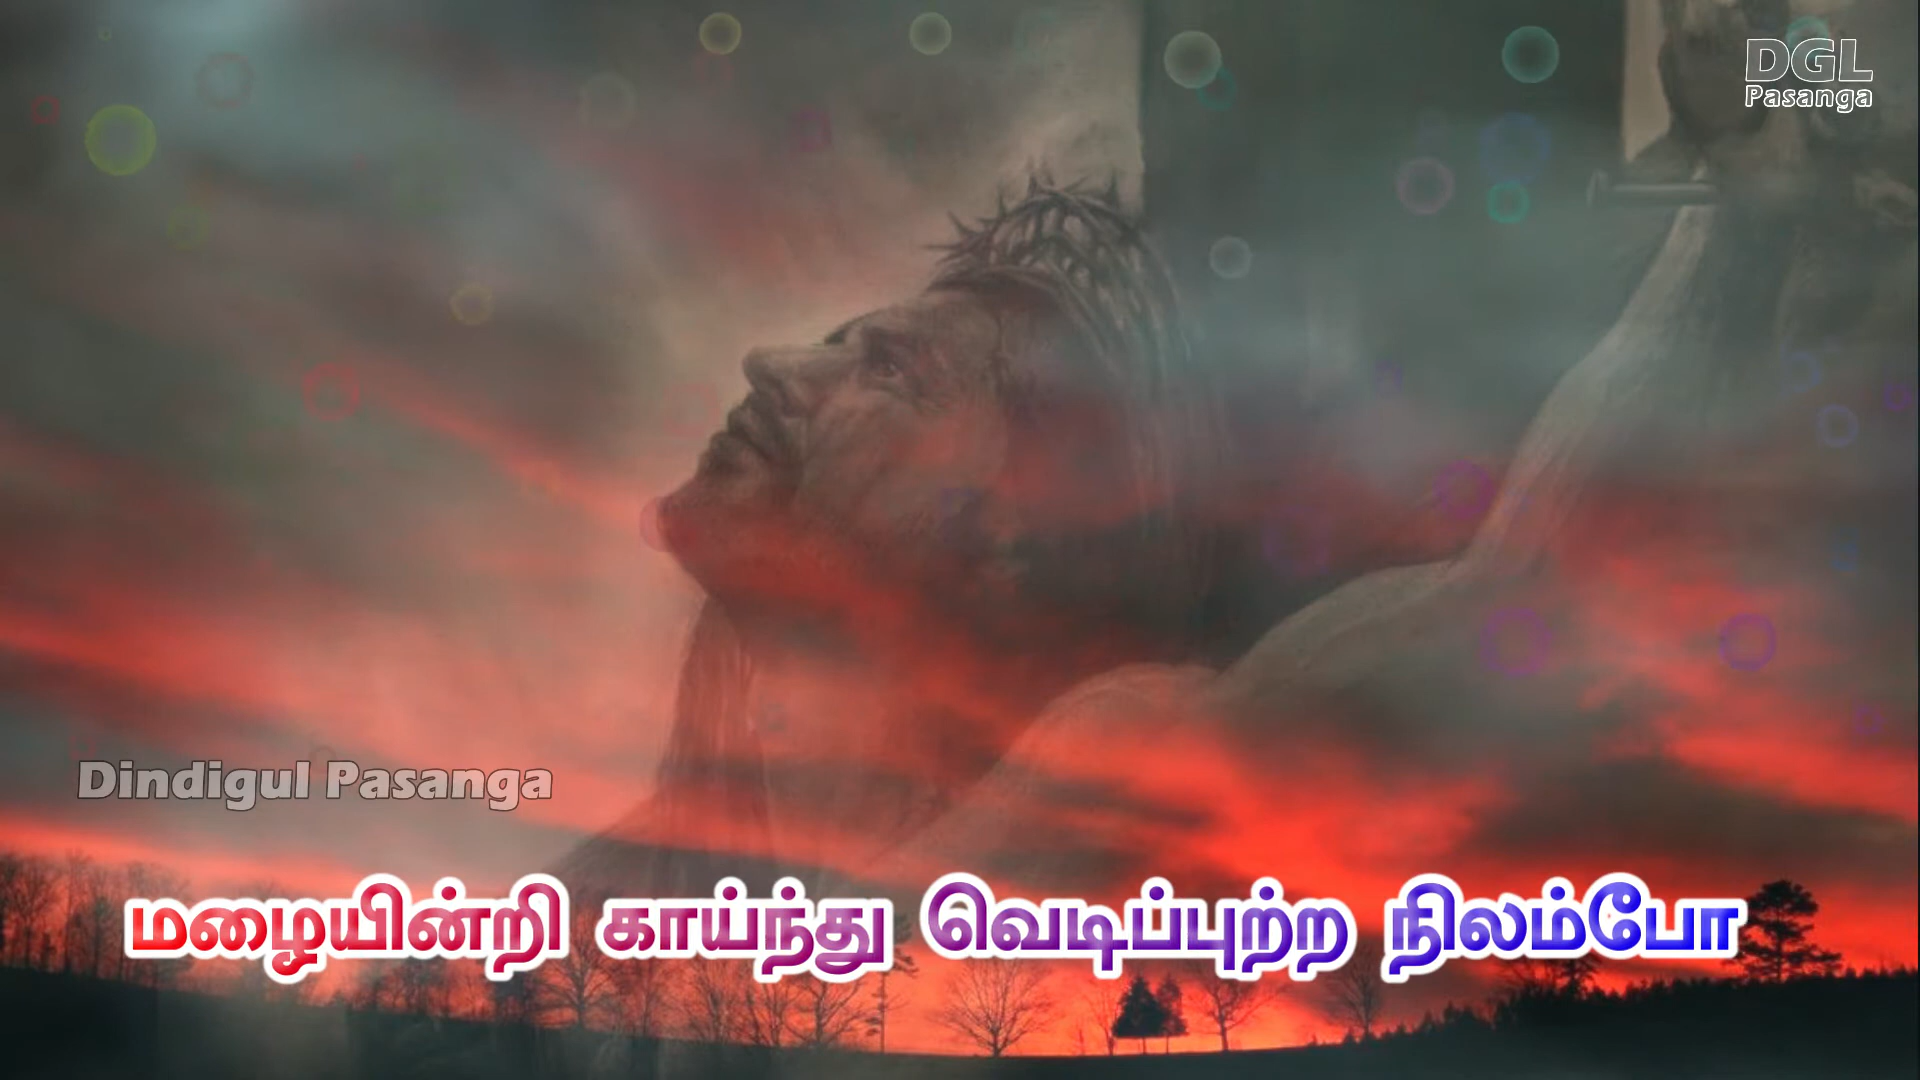 DGL
Pasanga
Dindigul Pasanga
மழையின்றி காய்ந்து வெடிப்புற்ற நிலம்போ